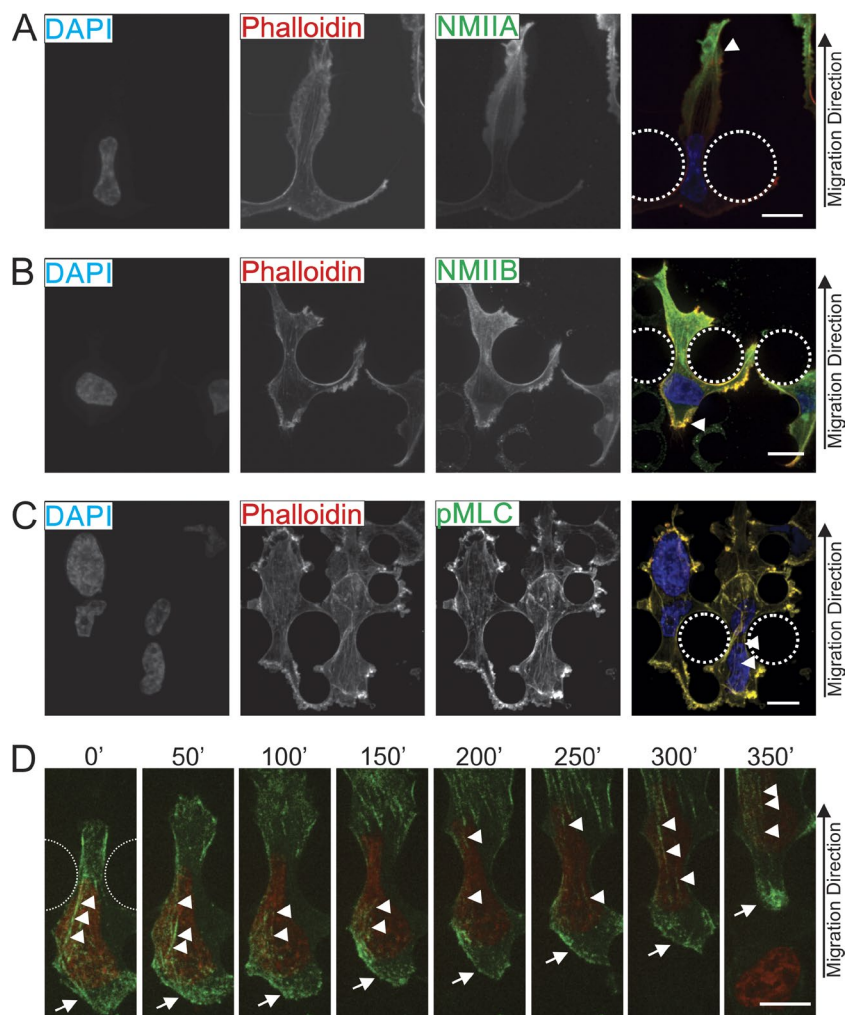 A
DAPI
Phalloidin
NMIIA
Migration Direction
B
DAPI
Phalloidin
NMIIB
Migration Direction
C
DAPI
Phalloidin
pMLC
Migration Direction
D
0’ 50’ 100’ 150’ 200’ 250’ 300’ 350’
Migration Direction